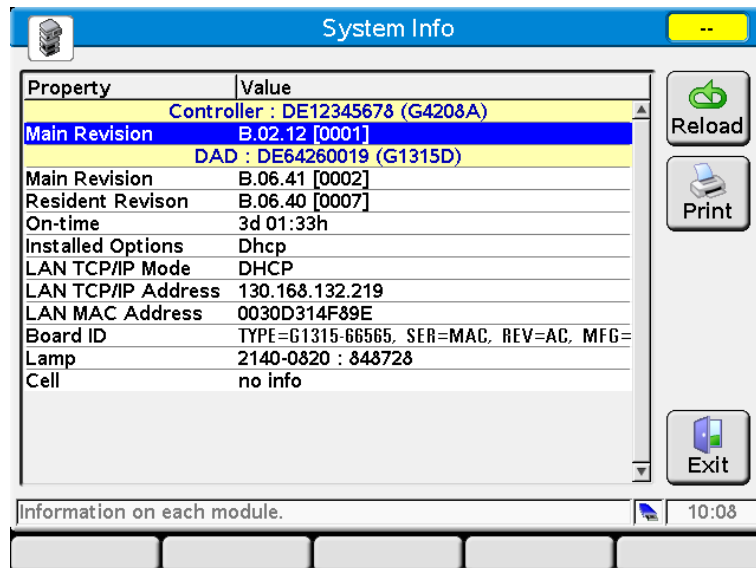 System Info
--
Property Value
Controller : DE12345678 (G4208A)
Main Revision B.02.12 [0001]
DAD : DE64260019 (G1315D)
Main Revision B.06.41 [0002]
Resident Revison B.06.40 [0007]
On-time 3d 01:33h
Installed Options Dhcp
LAN TCP/IP Mode DHCP
LAN TCP/IP Address 130.168.132.219
LAN MAC Address 0030D314F89E
Board ID TYPE=G1315-66565, SER=MAC, REV=AC, MFG=
Lamp 2140-0820 : 848728
Cell no info
Reload
Print
Exit
Information on each module.
10:08